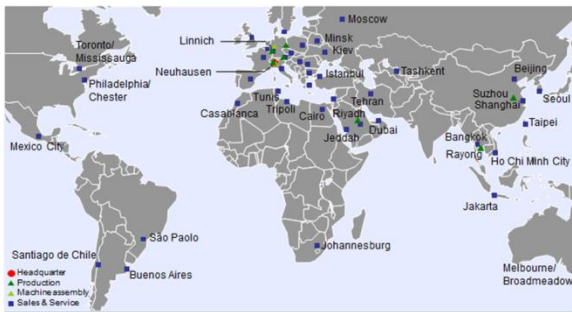 Moscow
Linnich
Minsk
Kiev
Toronto/
Mississauga
Neuhausen
Istanbul
Tashkent
Beijing
Philadelphia/
Chester
Suzhou
Shanghai
Seoul
Tunis
Tripoli
Casablanca
Cairo
Tehran
Riyadh
Jeddah
Dubai
Taipei
Mexico City
Bangkok
Rayong
Ho Chi Minh City
Jakarta
São Paolo
Johannesburg
Santiago de Chile
Buenos Aires
Melbourne/
Broadmeadow
Headquarter
Production
Machine assembly
Sales & Service